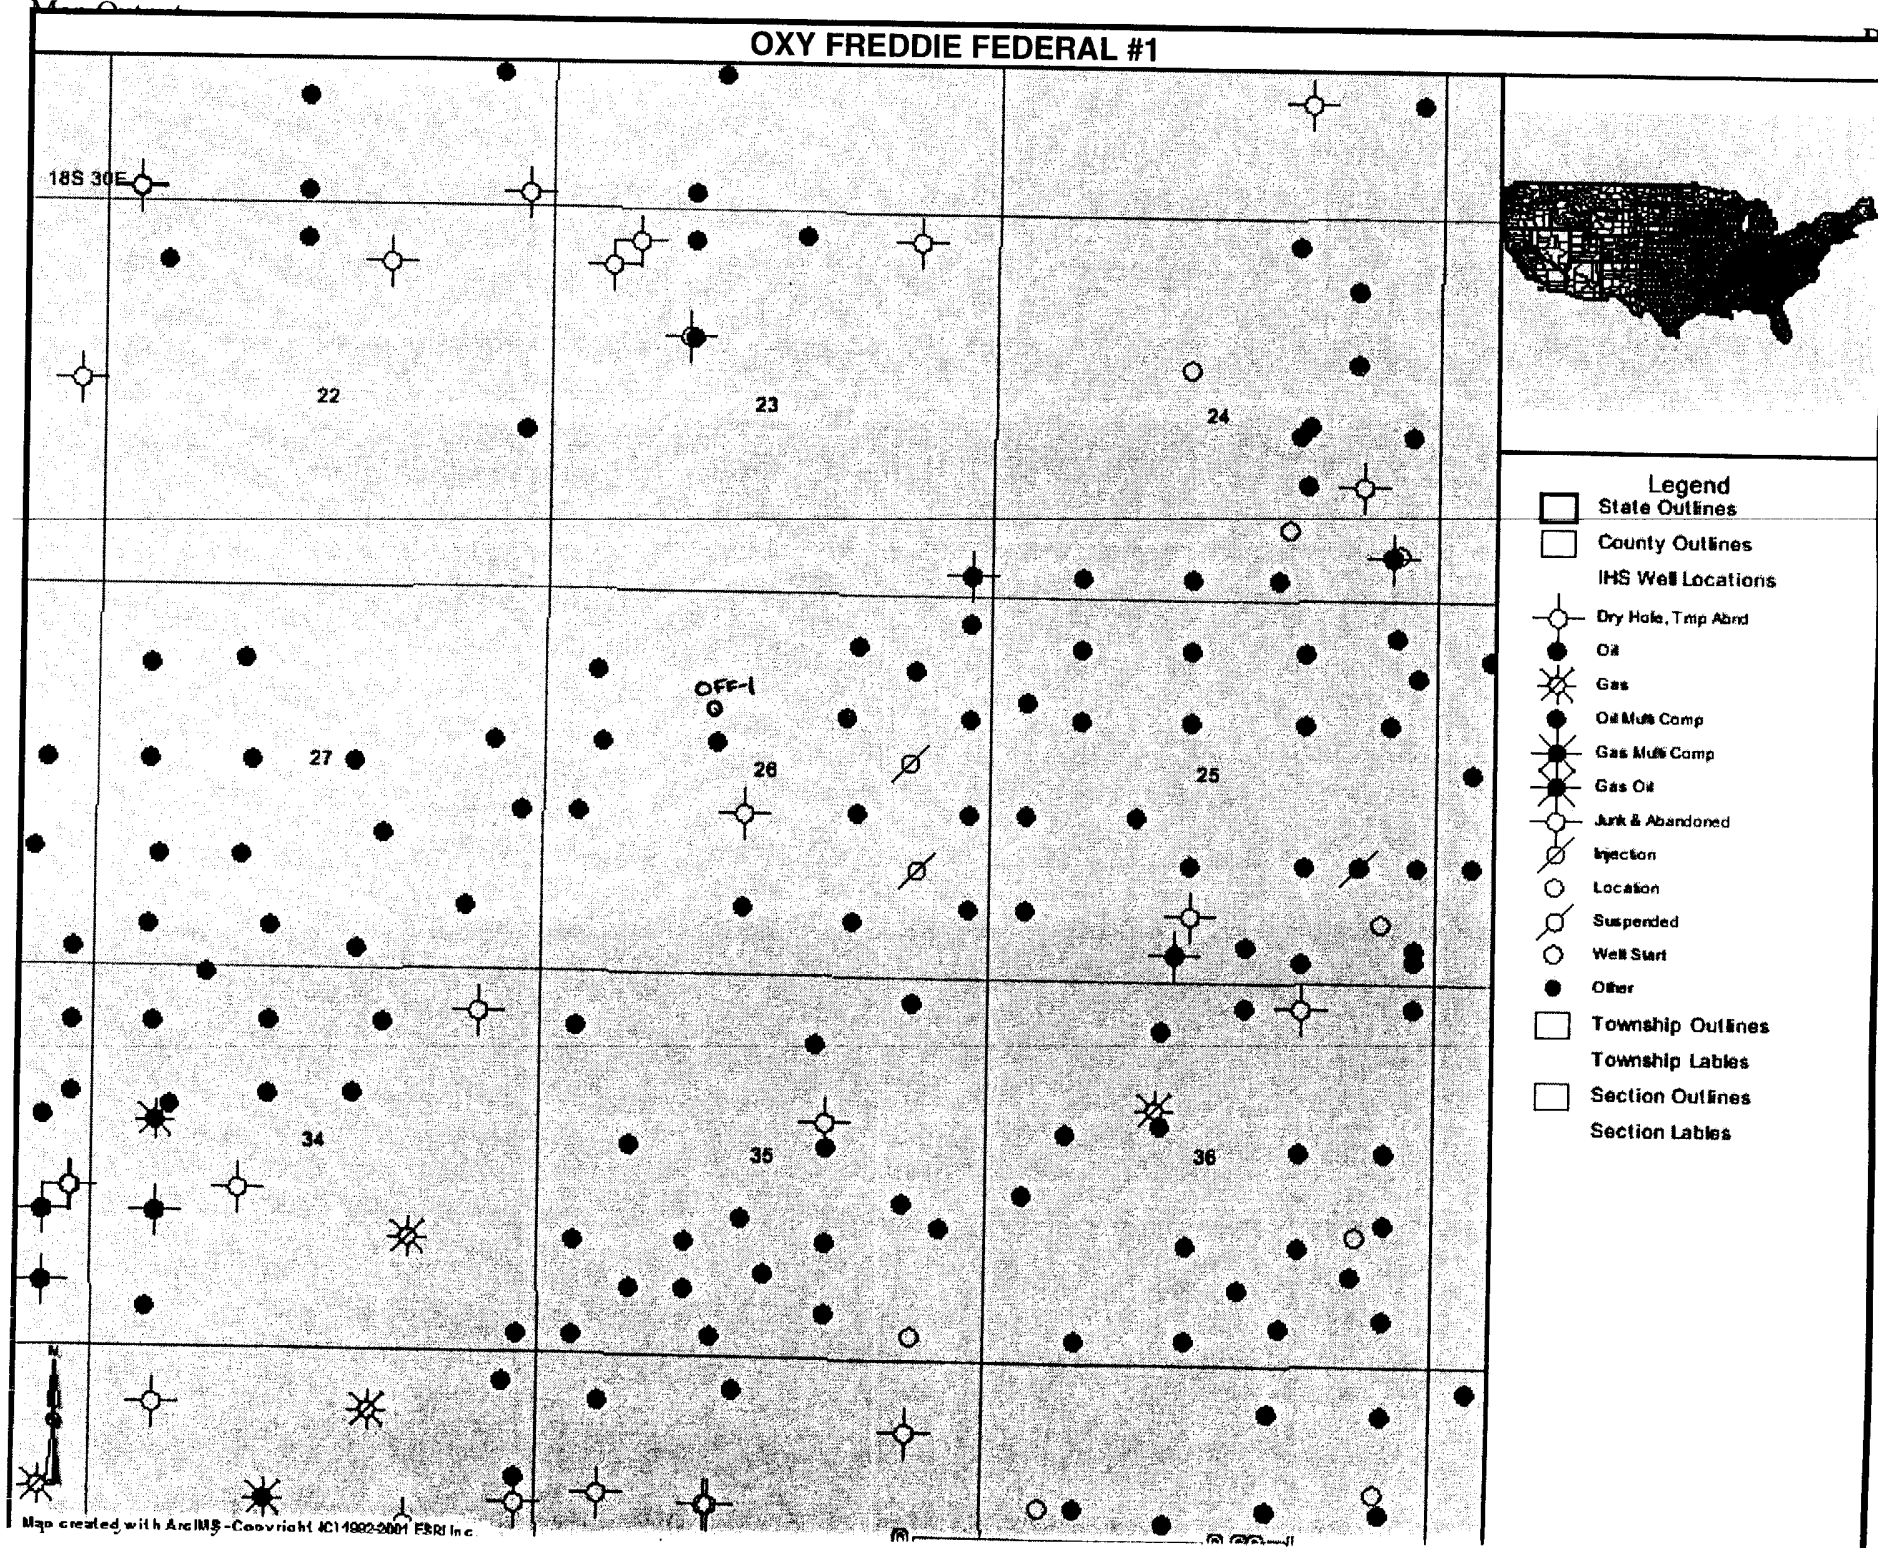 OXY FREDDIE FEDERAL #1
18S 30E
22
23
24
OFF-1
27
26
25
34
35
36
N
Legend
State Outlines
County Outlines
IHS Well Locations
Dry Hole, Tmp Abnd
Oil
Gas
Oil Multi Comp
Gas Multi Comp
Gas Oil
Junk & Abandoned
Injection
Location
Suspended
Well Start
Other
Township Outlines
Township Lables
Section Outlines
Section Lables
Map created with ArcIMS - Copyright (C) 1992-2001 ESRI Inc.